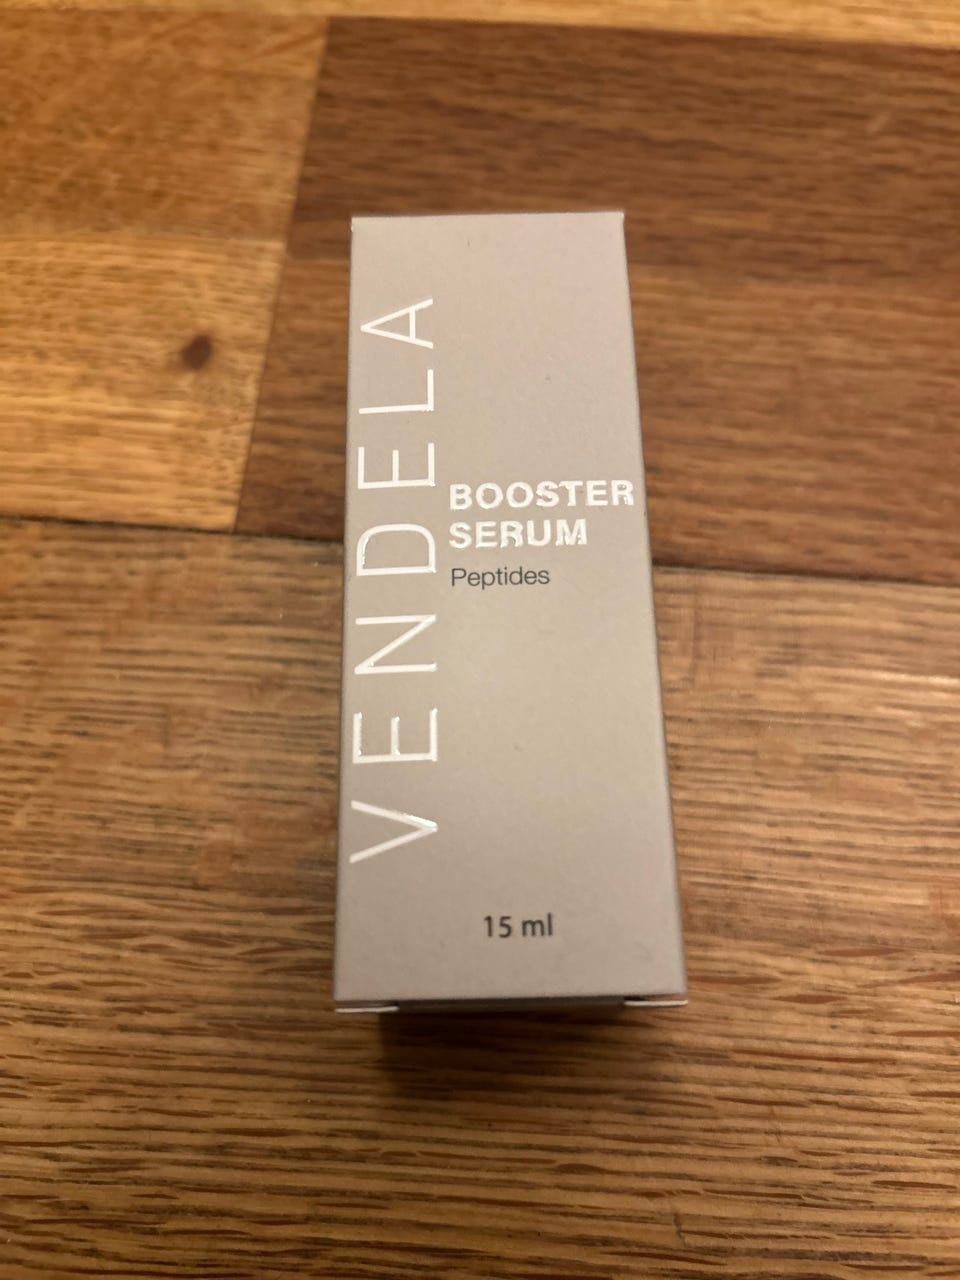 VENDELA
BOOSTER
SERUM
Peptides
15 ml